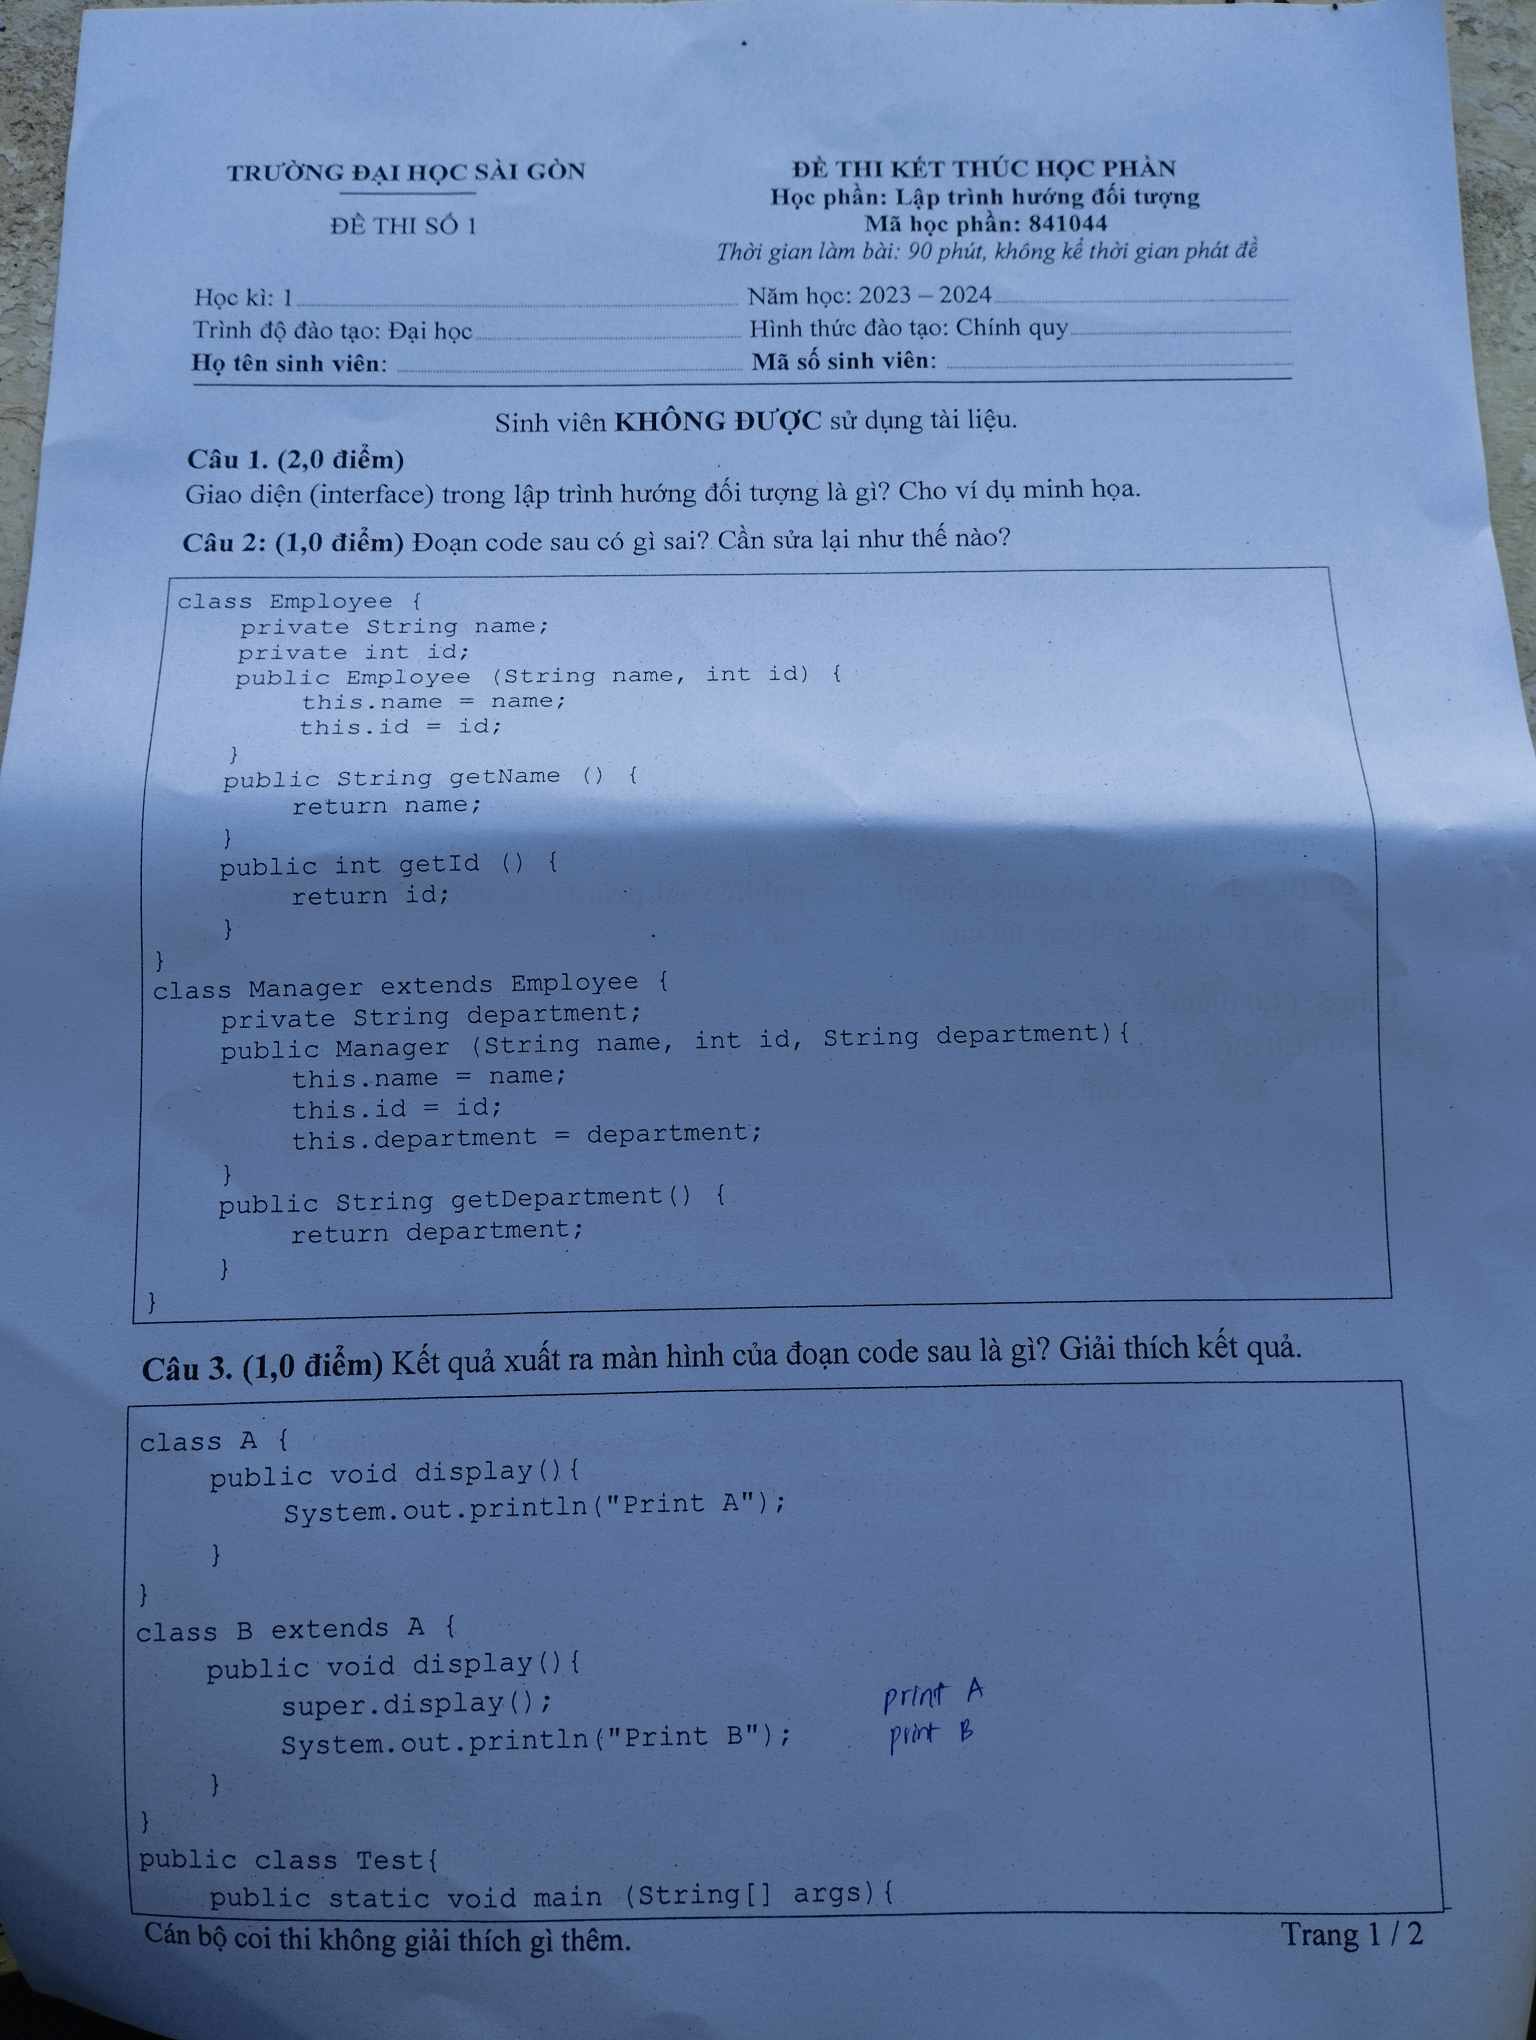 TRƯỜNG ĐẠI HỌC SÀI GÒN
ĐỀ THI SỐ 1
ĐỀ THI KẾT THÚC HỌC PHẦN
Học phần: Lập trình hướng đối tượng
Mã học phần: 841044
Thời gian làm bài: 90 phút, không kể thời gian phát đề
Học kì: 1 Năm học: 2023 – 2024
Trình độ đào tạo: Đại học Hình thức đào tạo: Chính quy
Họ tên sinh viên: Mã số sinh viên:
Sinh viên KHÔNG ĐƯỢC sử dụng tài liệu.
Câu 1. (2,0 điểm)
Giao diện (interface) trong lập trình hướng đối tượng là gì? Cho ví dụ minh họa.
Câu 2: (1,0 điểm) Đoạn code sau có gì sai? Cần sửa lại như thế nào?
class Employee {
private String name;
private int id;
public Employee (String name, int id) {
this.name = name;
this.id = id;
}
public String getName () {
return name;
}
public int getId () {
return id;
}
}
class Manager extends Employee {
private String department;
public Manager (String name, int id, String department){
this.name = name;
this.id = id;
this.department = department;
}
public String getDepartment() {
return department;
}
}
Câu 3. (1,0 điểm) Kết quả xuất ra màn hình của đoạn code sau là gì? Giải thích kết quả.
class A {
public void display(){
System.out.println("Print A");
}
}
class B extends A {
public void display(){
super.display(); print A
System.out.println("Print B"); print B
}
}
public class Test{
public static void main (String[] args){
Cán bộ coi thi không giải thích gì thêm. Trang 1 / 2